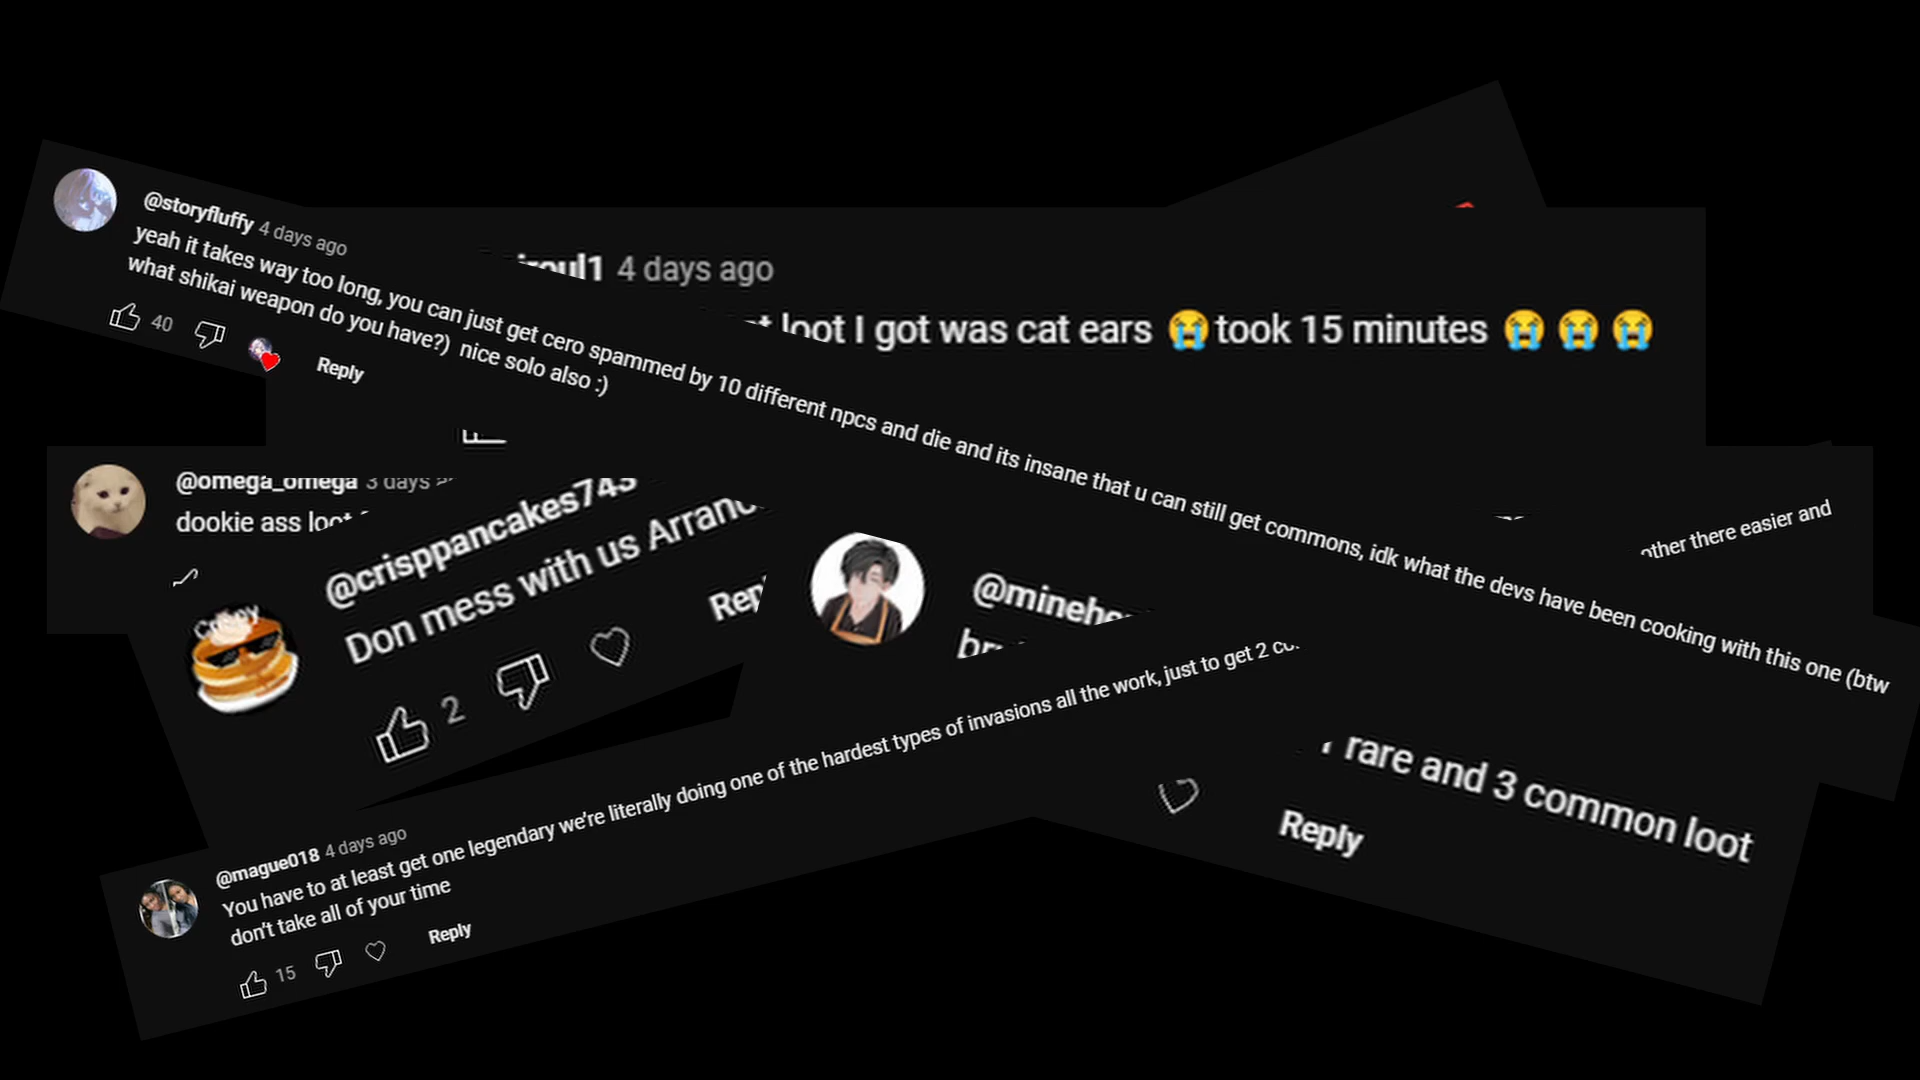 @storyfluffy 4 days ago
yeah it takes way too long, you can just get cero spammed by 10 different npcs and die and its insane that u can still get commons, idk what the devs have been cooking with this one (btw
what shikai weapon do you have?) nice solo also :)
40
Reply
4 days ago
loot I got was cat ears 😭took 15 minutes 😭😭😭
@omega_omega 3 days
dookie ass loot
other there easier and
@crisppancakes743
Don mess with us
2
Rep
Crispy
rare and 3 common loot
Reply
@mague018 4 days ago
You have to at least get one legendary we're literally doing one of the hardest types of invasions all the work, just to get 2
don't take all of your time
15
Reply